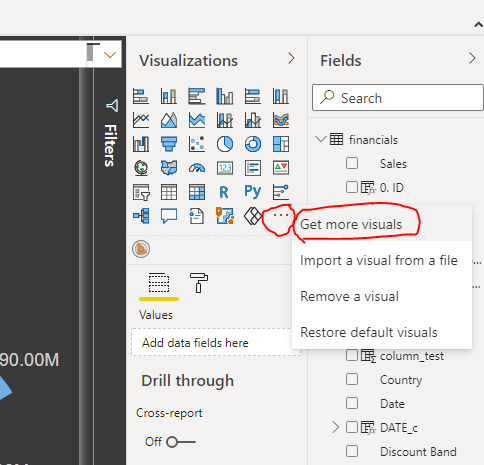 Visualizations
Fields
Filters
Search
financials
Sales
0. ID
123
R
Py
...
Get more visuals
Import a visual from a file
Remove a visual
Restore default visuals
Values
Add data fields here
Drill through
Cross-report
Off
90.00M
column_test
Country
Date
DATE_c
Discount Band